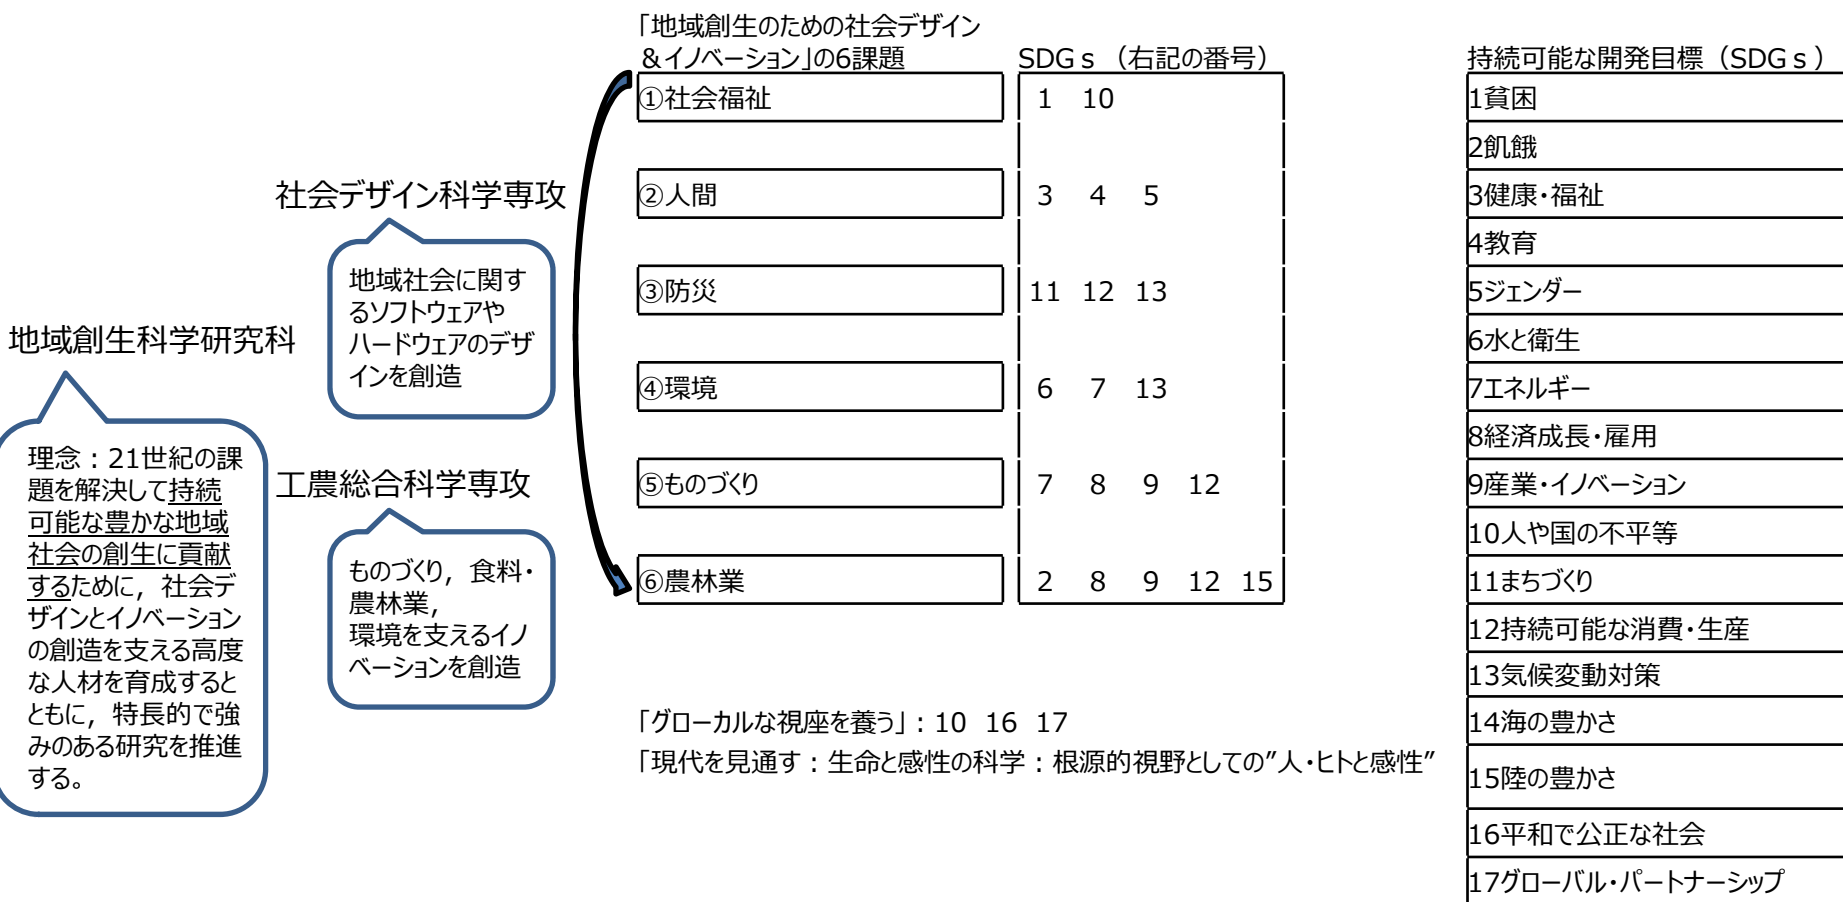 地域創生科学研究科
理念：21世紀の課
題を解決して持続
可能な豊かな地域
社会の創生に貢献
するために，社会デ
ザインとイノベーション
の創造を支える高度
な人材を育成すると
ともに，特長的で強
みのある研究を推進
する。
社会デザイン科学専攻
地域社会に関す
るソフトウェアや
ハードウェアのデザ
インを創造
工農総合科学専攻
ものづくり，食料・
農林業，
環境を支えるイノ
ベーションを創造
「地域創生のための社会デザイン
＆イノベーション」の6課題
SDGｓ（右記の番号）
①社会福祉 1 10
②人間 3 4 5
③防災 11 12 13
④環境 6 7 13
⑤ものづくり 7 8 9 12
⑥農林業 2 8 9 12 15
「グローカルな視座を養う」：10 16 17
「現代を見通す：生命と感性の科学：根源的視野としての”人・ヒトと感性”
持続可能な開発目標（SDGｓ）
1貧困
2飢餓
3健康・福祉
4教育
5ジェンダー
6水と衛生
7エネルギー
8経済成長・雇用
9産業・イノベーション
10人や国の不平等
11まちづくり
12持続可能な消費・生産
13気候変動対策
14海の豊かさ
15陸の豊かさ
16平和で公正な社会
17グローバル・パートナーシップ